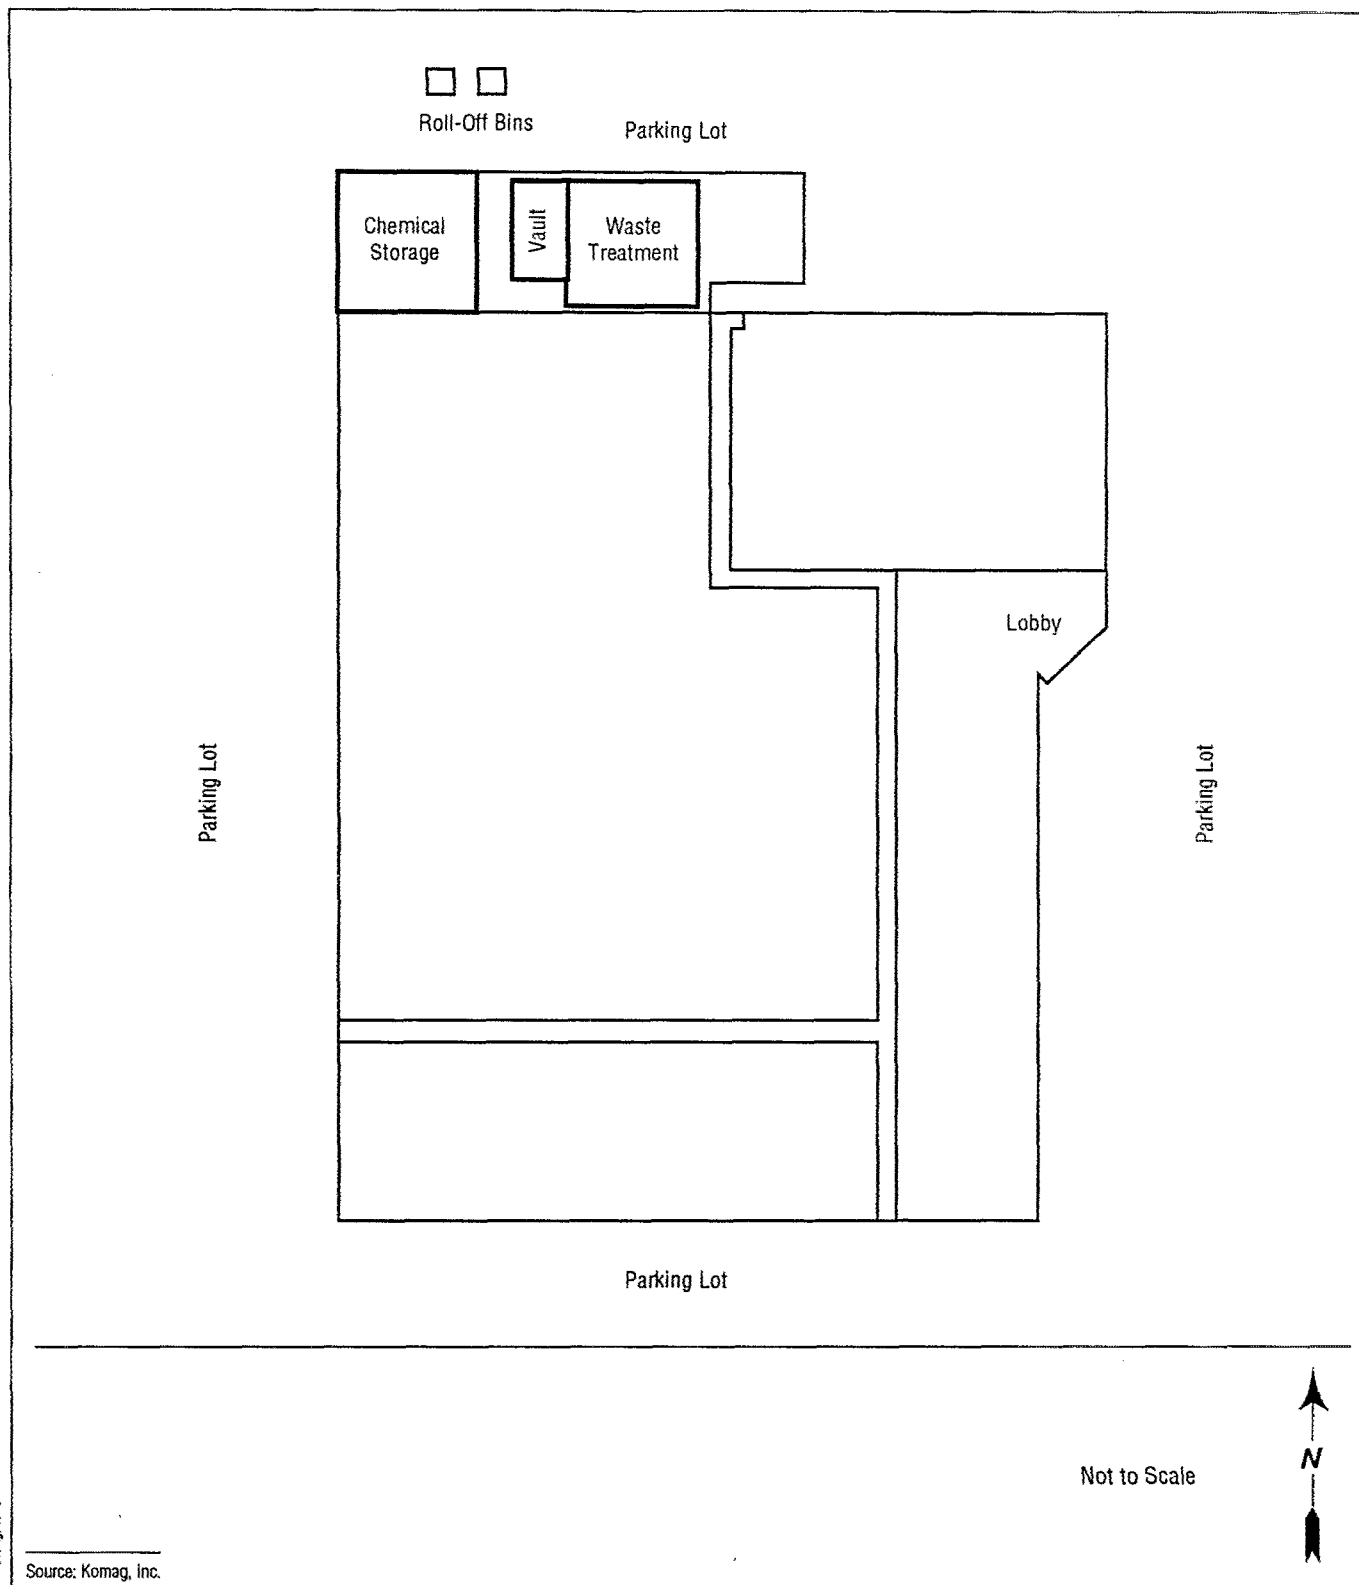 Roll-Off Bins
Parking Lot
Chemical
Storage
Vault
Waste
Treatment
Lobby
Parking Lot
Parking Lot
Parking Lot
Not to Scale
N
Source: Komag, Inc.